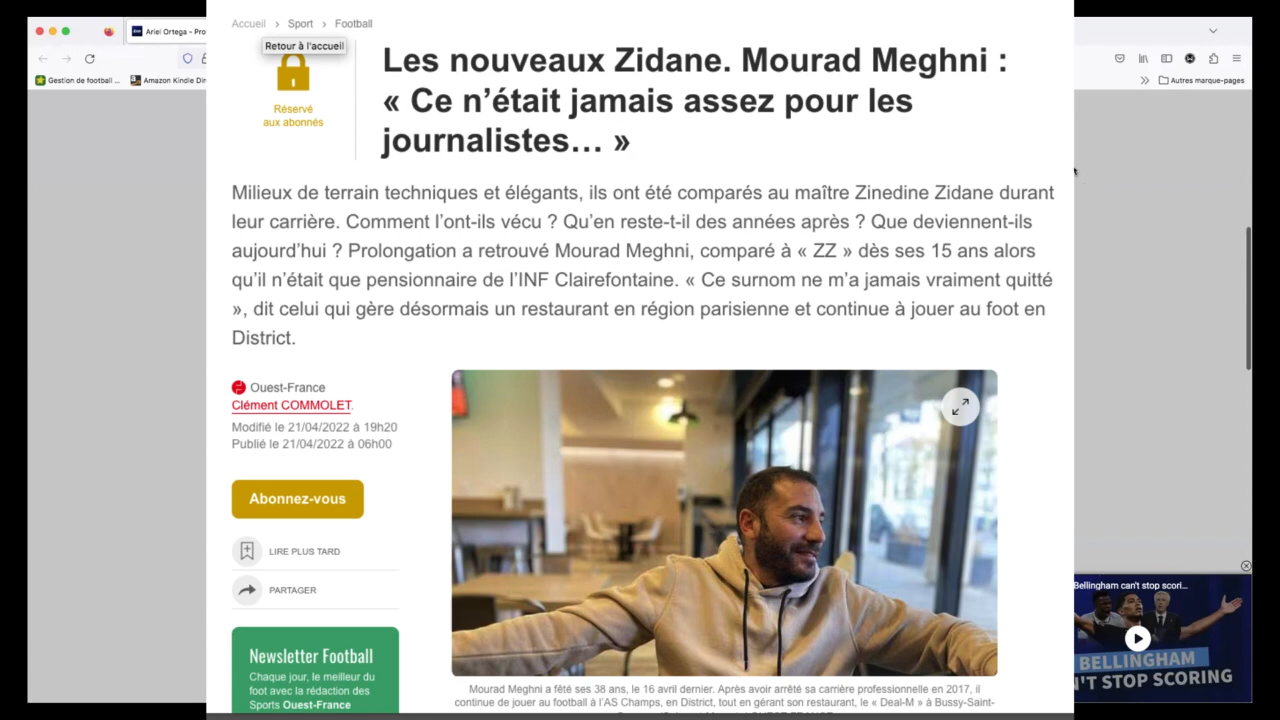 Accueil > Sport > Football
Retour à l'accueil
Réservé
aux abonnés
Les nouveaux Zidane. Mourad Meghni :
« Ce n'était jamais assez pour les
journalistes… »
Milieux de terrain techniques et élégants, ils ont été comparés au maître Zinedine Zidane durant
leur carrière. Comment l'ont-ils vécu ? Qu'en reste-t-il des années après ? Que deviennent-ils
aujourd'hui ? Prolongation a retrouvé Mourad Meghni, comparé à « ZZ » dès ses 15 ans alors
qu'il n'était que pensionnaire de l'INF Clairefontaine. « Ce surnom ne m'a jamais vraiment quitté
», dit celui qui gère désormais un restaurant en région parisienne et continue à jouer au foot en
District.
Ouest-France
Clément COMMOLET.
Modifié le 21/04/2022 à 19h20
Publié le 21/04/2022 à 06h00
Abonnez-vous
LIRE PLUS TARD
PARTAGER
Newsletter Football
Chaque jour, le meilleur du
foot avec la rédaction des
Sports Ouest-France
Mourad Meghni a fêté ses 38 ans, le 16 avril dernier. Après avoir arrêté sa carrière professionnelle en 2017, il
continue de jouer au football à l'AS Champs, en District, tout en gérant son restaurant, le « Deal-M » à Bussy-Saint-
Ariel Ortega - Pro
Gestion de football ...
Amazon Kindle Dir
Autres marque-pages
Bellingham can't stop scori...
BELLINGHAM
N'T STOP SCORING